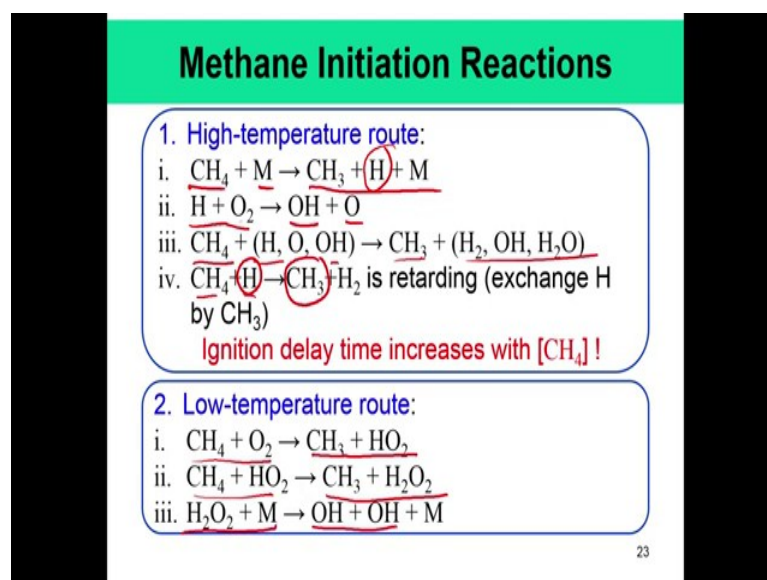 Methane Initiation Reactions
1. High-temperature route:
i. CH₄ + M → CH₃ + H + M
ii. H + O₂ → OH + O
iii. CH₄ + (H, O, OH) → CH₃ + (H₂, OH, H₂O)
iv. CH₄+H→CH₃+H₂ is retarding (exchange H
by CH₃)
Ignition delay time increases with [CH₄] !
2. Low-temperature route:
i. CH₄ + O₂ → CH₃ + HO₂
ii. CH₄ + HO₂ → CH₃ + H₂O₂
iii. H₂O₂ + M → OH + OH + M
23